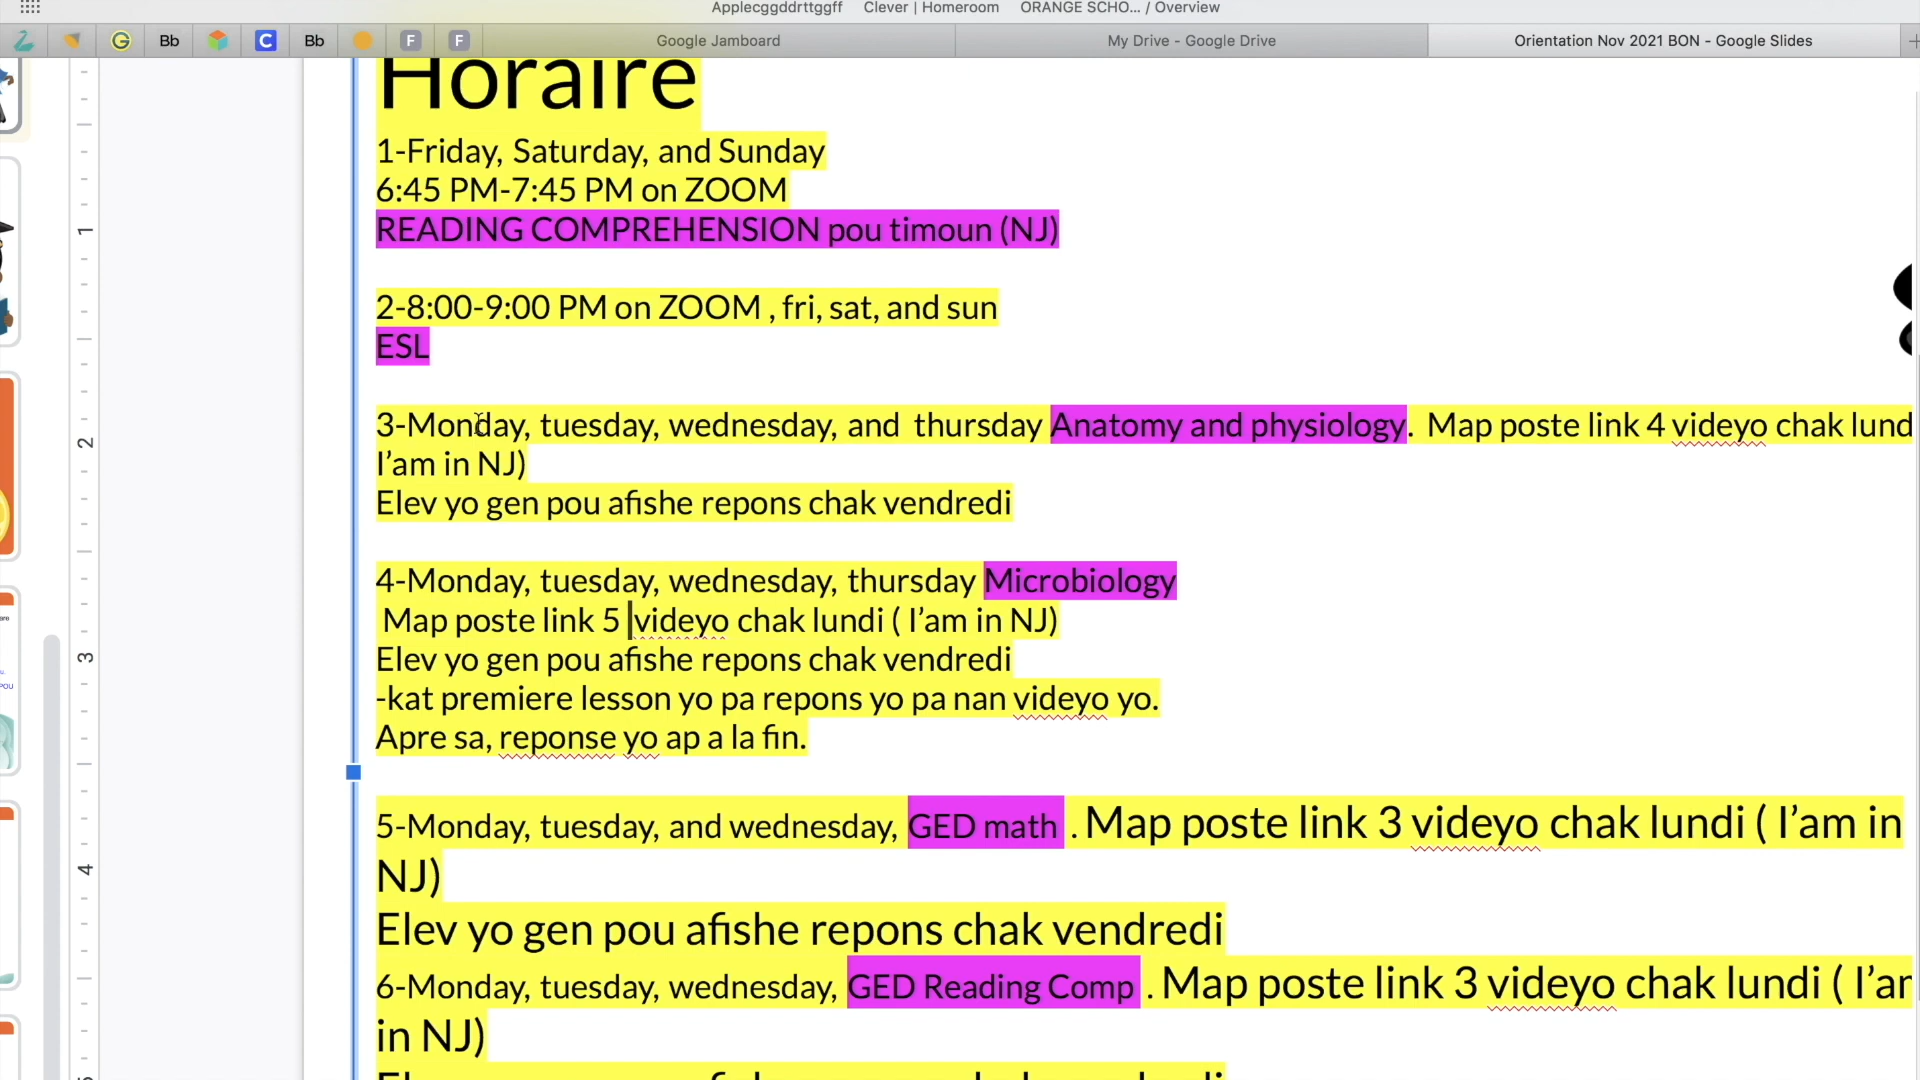 Applecggddrttggff Clever | Homeroom ORANGE SCHO... / Overview
G Bb C Bb F F Google Jamboard My Drive - Google Drive Orientation Nov 2021 BON - Google Slides
Horaire
1-Friday, Saturday, and Sunday
6:45 PM-7:45 PM on ZOOM
READING COMPREHENSION pou timoun (NJ)
1
2-8:00-9:00 PM on ZOOM , fri, sat, and sun
ESL
3-Monday, tuesday, wednesday, and thursday Anatomy and physiology. Map poste link 4 videyo chak lund
2
I'am in NJ)
Elev yo gen pou afishe repons chak vendredi
4-Monday, tuesday, wednesday, thursday Microbiology
Map poste link 5 videyo chak lundi ( I'am in NJ)
3
Elev yo gen pou afishe repons chak vendredi
-kat premiere lesson yo pa repons yo pa nan videyo yo.
Apre sa, reponse yo ap a la fin.
5-Monday, tuesday, and wednesday, GED math . Map poste link 3 videyo chak lundi ( I'am in
4
NJ)
Elev yo gen pou afishe repons chak vendredi
6-Monday, tuesday, wednesday, GED Reading Comp . Map poste link 3 videyo chak lundi ( I'am
in NJ)